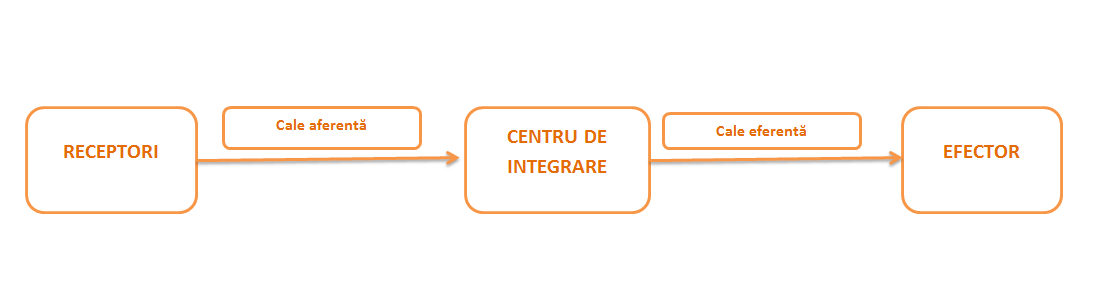 RECEPTORI
Cale aferentă
CENTRU DE
INTEGRARE
Cale eferentă
EFECTOR